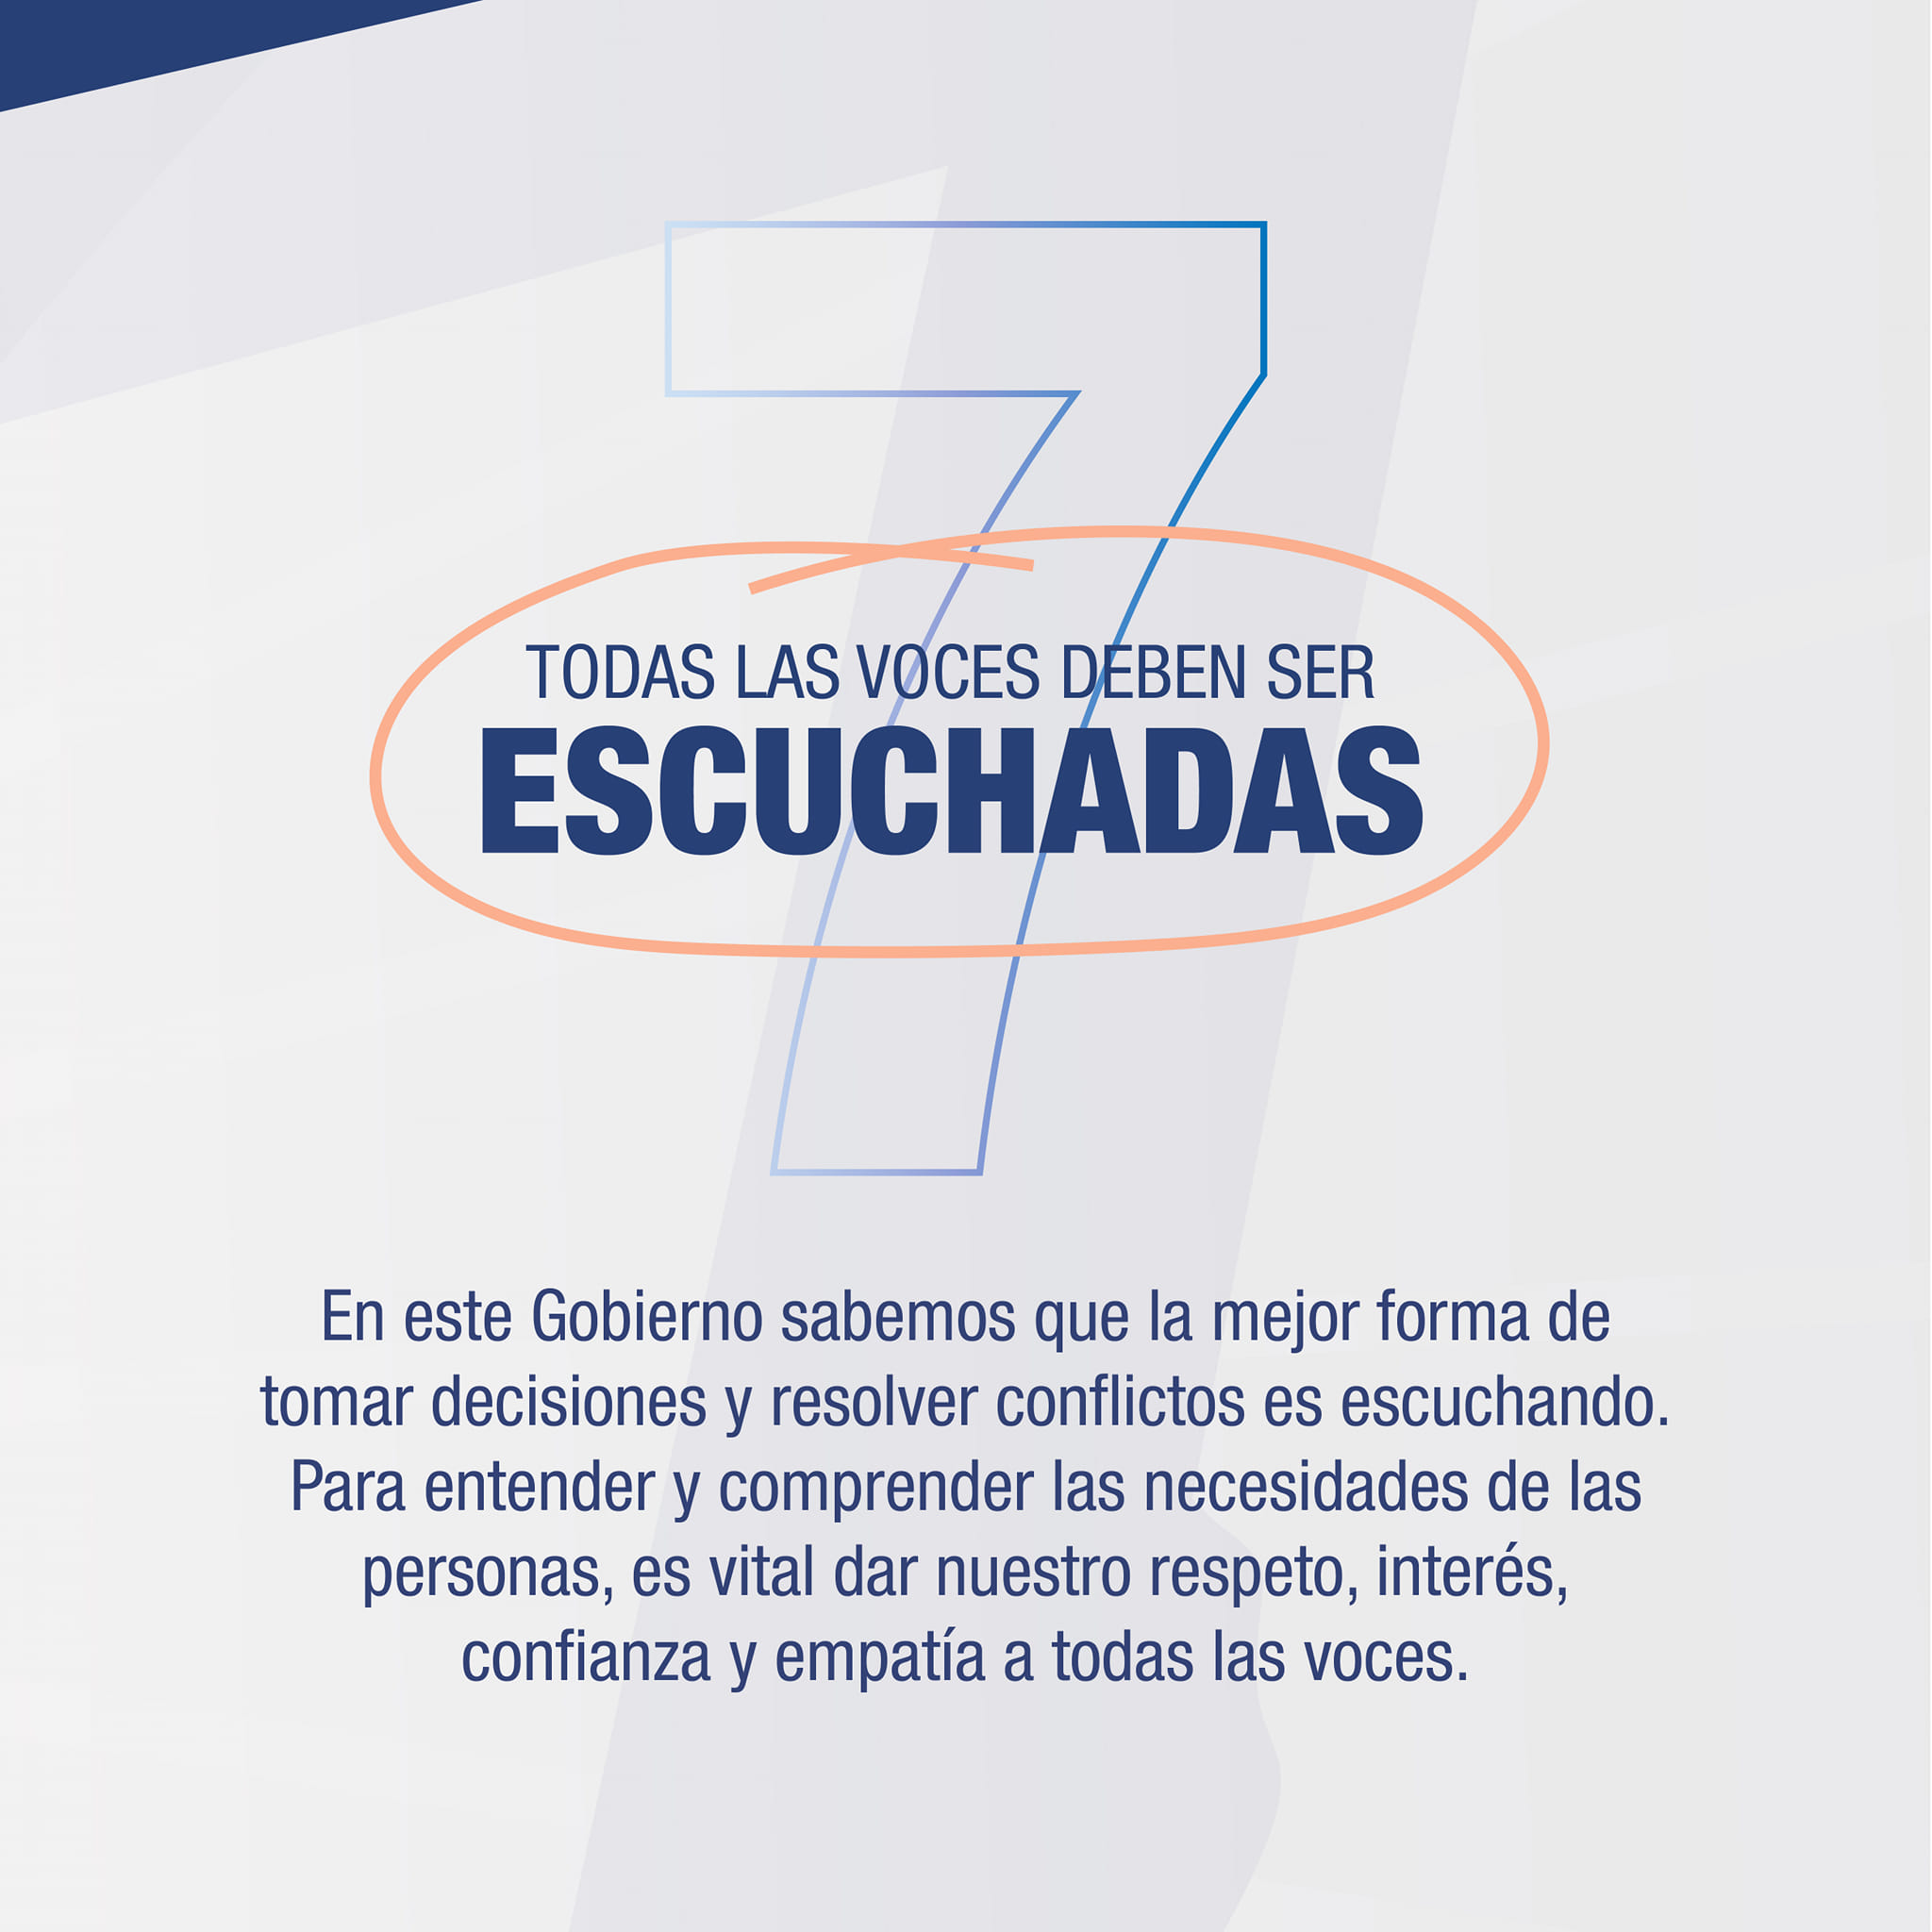 7
TODAS LAS VOCES DEBEN SER
ESCUCHADAS
En este Gobierno sabemos que la mejor forma de
tomar decisiones y resolver conflictos es escuchando.
Para entender y comprender las necesidades de las
personas, es vital dar nuestro respeto, interés,
confianza y empatía a todas las voces.